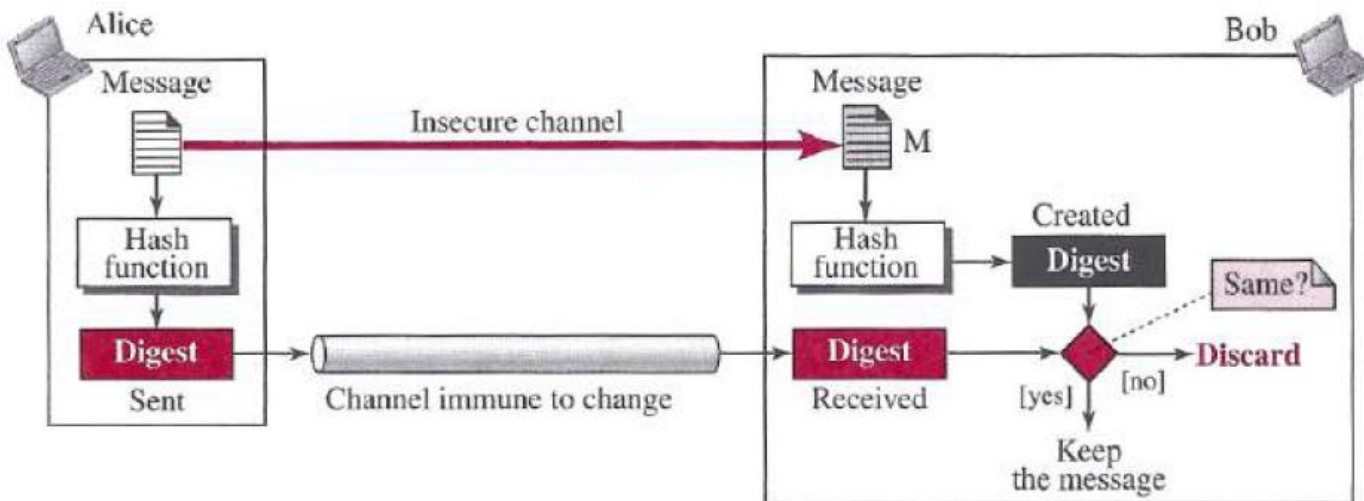 Alice
Bob
Message
Insecure channel
Message
M
Hash
function
Hash
function
Created
Digest
Same?
Digest
Sent
Channel immune to change
Digest
Received
[yes]
[no]
Discard
Keep
the message